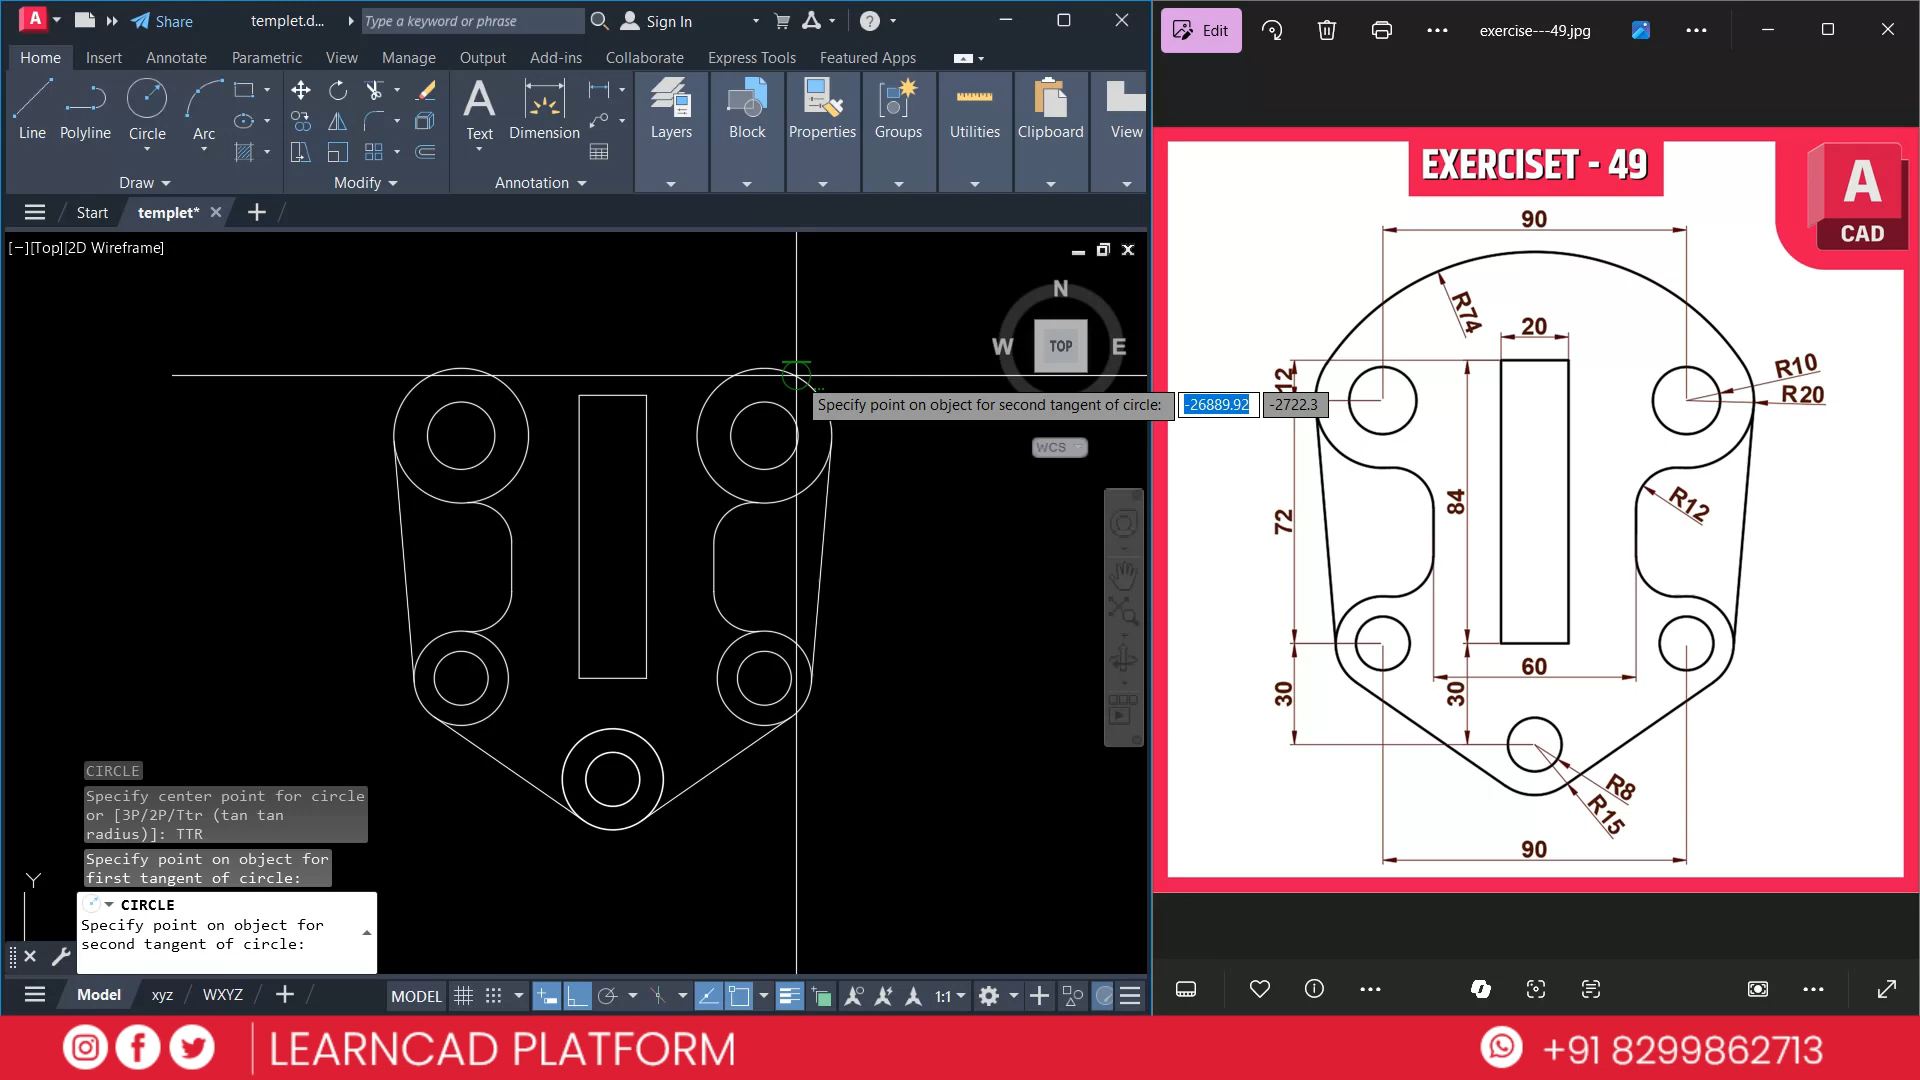 A
Share
templet.d...
Type a keyword or phrase
Sign In
?
Home
Insert
Annotate
Parametric
View
Manage
Output
Add-ins
Collaborate
Express Tools
Featured Apps
Line
Polyline
Circle
Arc
A
Text
Dimension
Layers
Block
Properties
Groups
Utilities
Clipboard
View
Draw
Modify
Annotation
Start
templet*
[−][Top][2D Wireframe]
N
W
TOP
E
Specify point on object for second tangent of circle:
-26889.92
-2722.3
WCS
CIRCLE
Specify center point for circle
or [3P/2P/Ttr (tan tan
radius)]: TTR
Specify point on object for
first tangent of circle:
Y
CIRCLE
Specify point on object for
second tangent of circle:
Model
xyz
WXYZ
MODEL
1:1
Edit
exercise---49.jpg
EXERCISET - 49
A
CAD
90
R74
20
12
R10
R20
84
72
R12
60
30
30
R8
R15
90
LEARNCAD PLATFORM
+91 8299862713